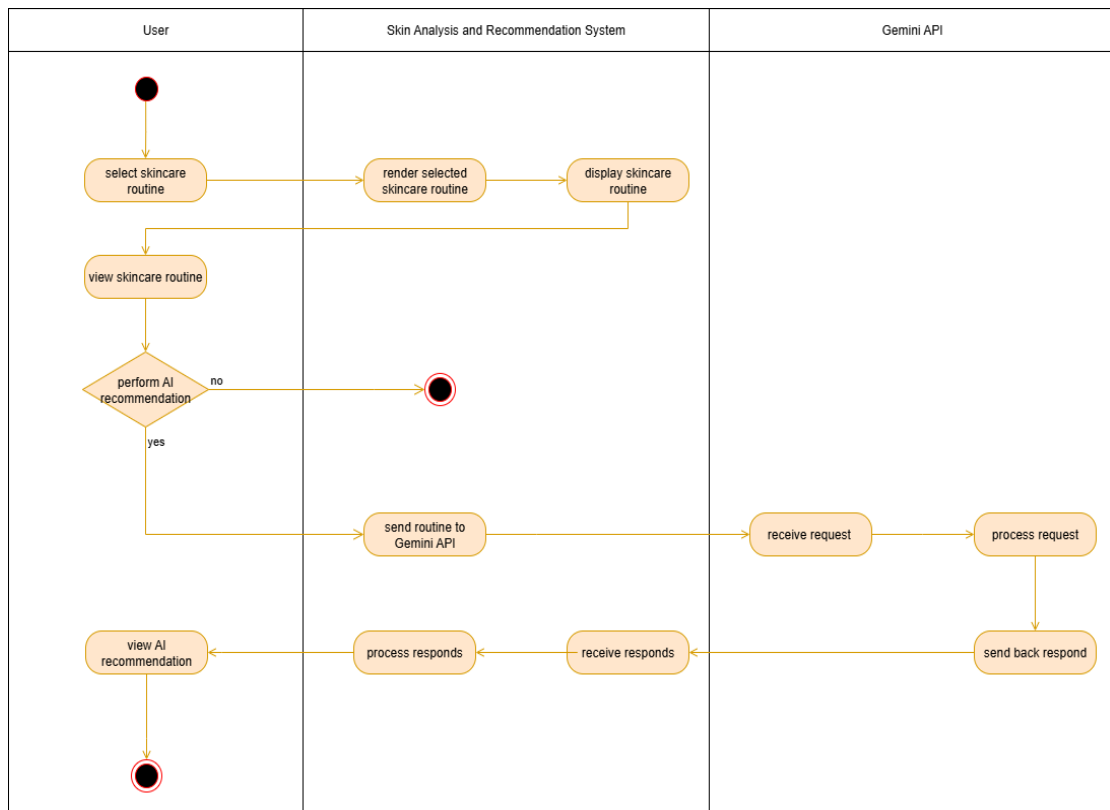 User
Skin Analysis and Recommendation System
Gemini API
select skincare
routine
render selected
skincare routine
display skincare
routine
view skincare routine
perform AI
recommendation
no
yes
send routine to
Gemini API
receive request
process request
view AI
recommendation
process responds
receive responds
send back respond